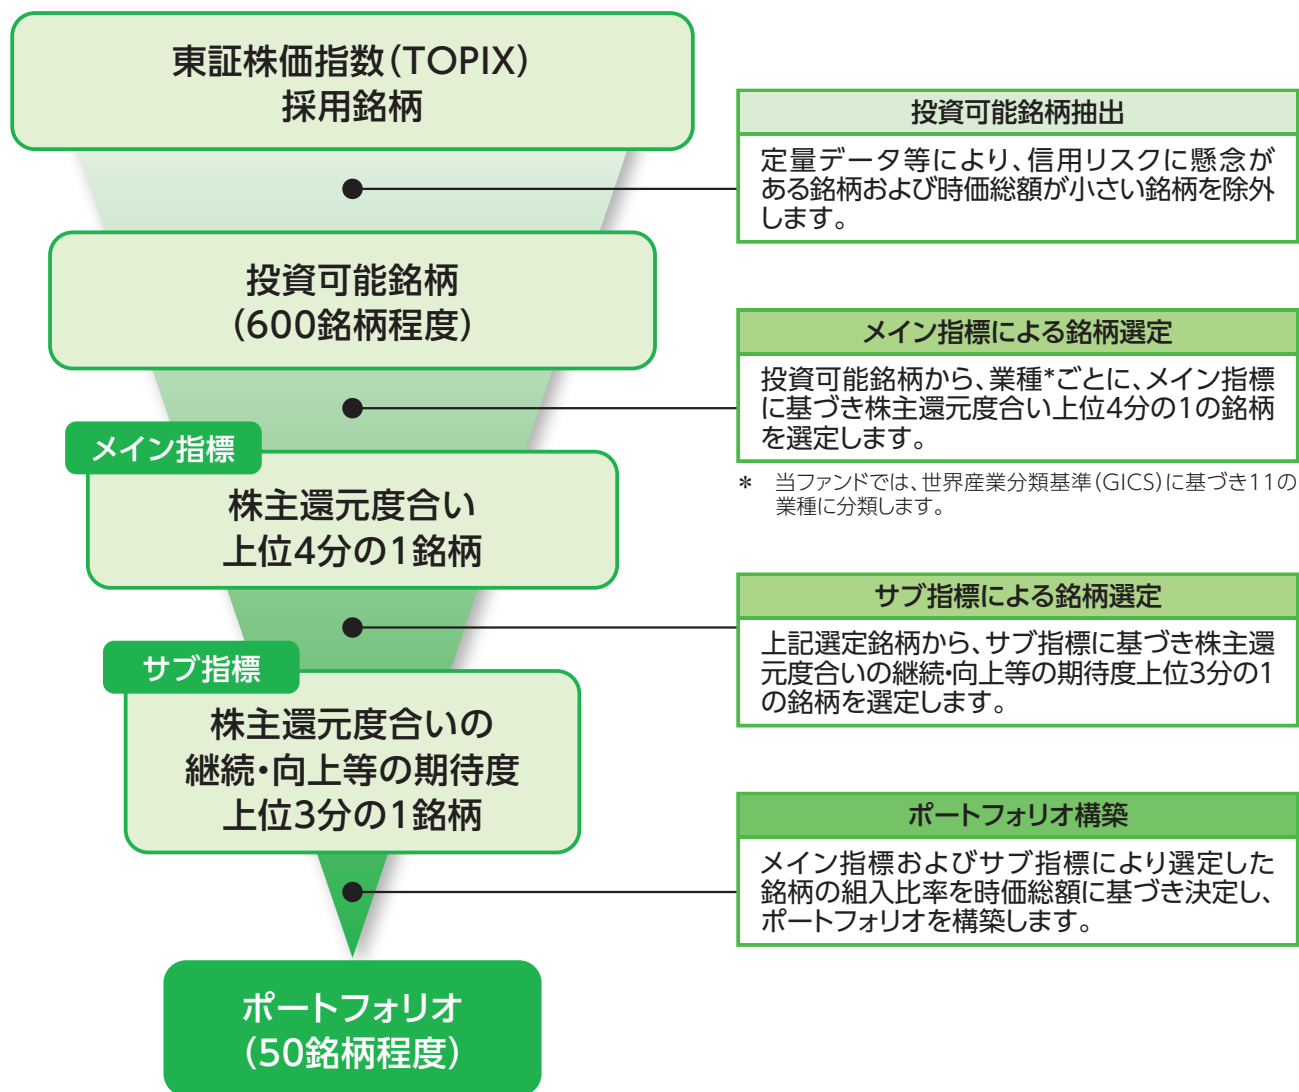 東証株価指数(TOPIX)
採用銘柄
投資可能銘柄抽出
定量データ等により、信用リスクに懸念が
ある銘柄および時価総額が小さい銘柄を除外
します。
投資可能銘柄
(600銘柄程度)
メイン指標による銘柄選定
投資可能銘柄から、業種*ごとに、メイン指標
に基づき株主還元度合い上位4分の1の銘柄
を選定します。
* 当ファンドでは、世界産業分類基準(GICS)に基づき11の
業種に分類します。
メイン指標
株主還元度合い
上位4分の1銘柄
サブ指標による銘柄選定
上記選定銘柄から、サブ指標に基づき株主還
元度合いの継続・向上等の期待度上位3分の1
の銘柄を選定します。
サブ指標
株主還元度合いの
継続・向上等の期待度
上位3分の1銘柄
ポートフォリオ構築
メイン指標およびサブ指標により選定した
銘柄の組入比率を時価総額に基づき決定し、
ポートフォリオを構築します。
ポートフォリオ
(50銘柄程度)